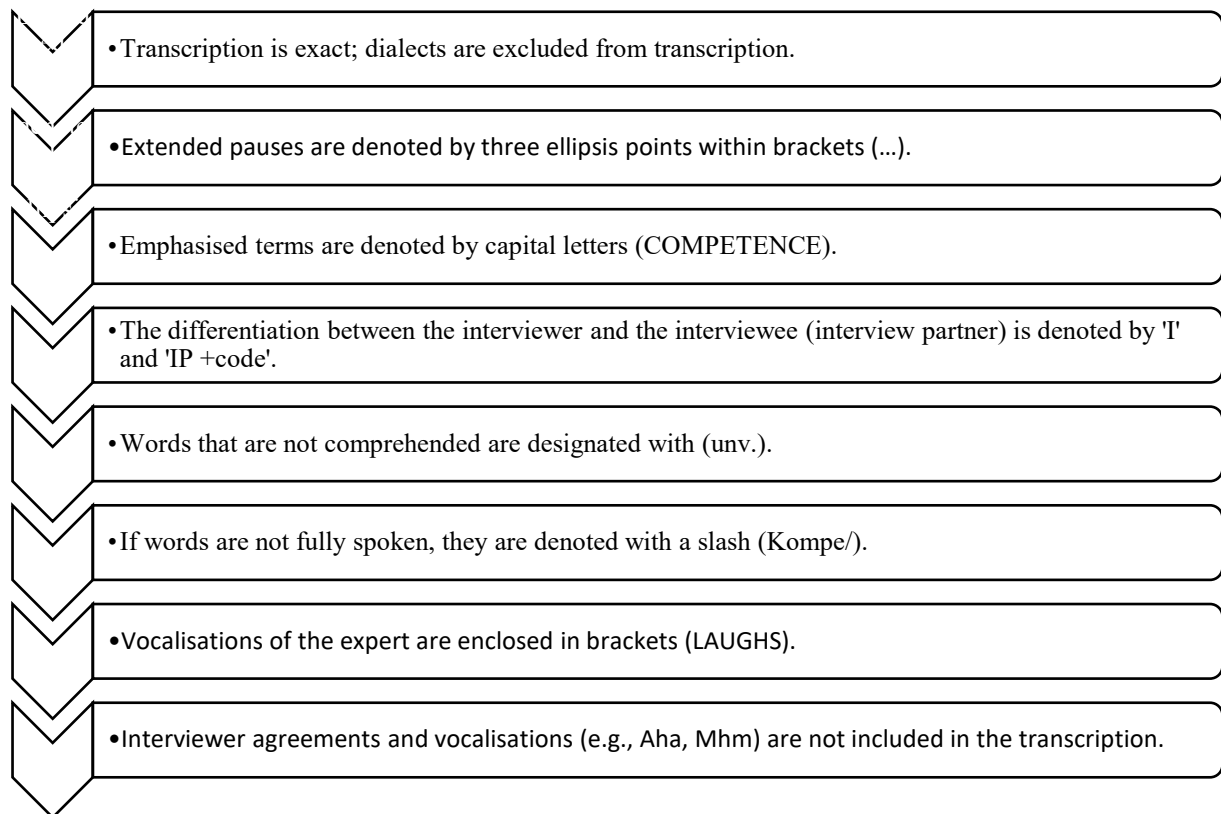 •Transcription is exact; dialects are excluded from transcription.
•Extended pauses are denoted by three ellipsis points within brackets (...).
•Emphasised terms are denoted by capital letters (COMPETENCE).
•The differentiation between the interviewer and the interviewee (interview partner) is denoted by 'I'
and 'IP +code'.
•Words that are not comprehended are designated with (unv.).
•If words are not fully spoken, they are denoted with a slash (Kompe/).
•Vocalisations of the expert are enclosed in brackets (LAUGHS).
•Interviewer agreements and vocalisations (e.g., Aha, Mhm) are not included in the transcription.